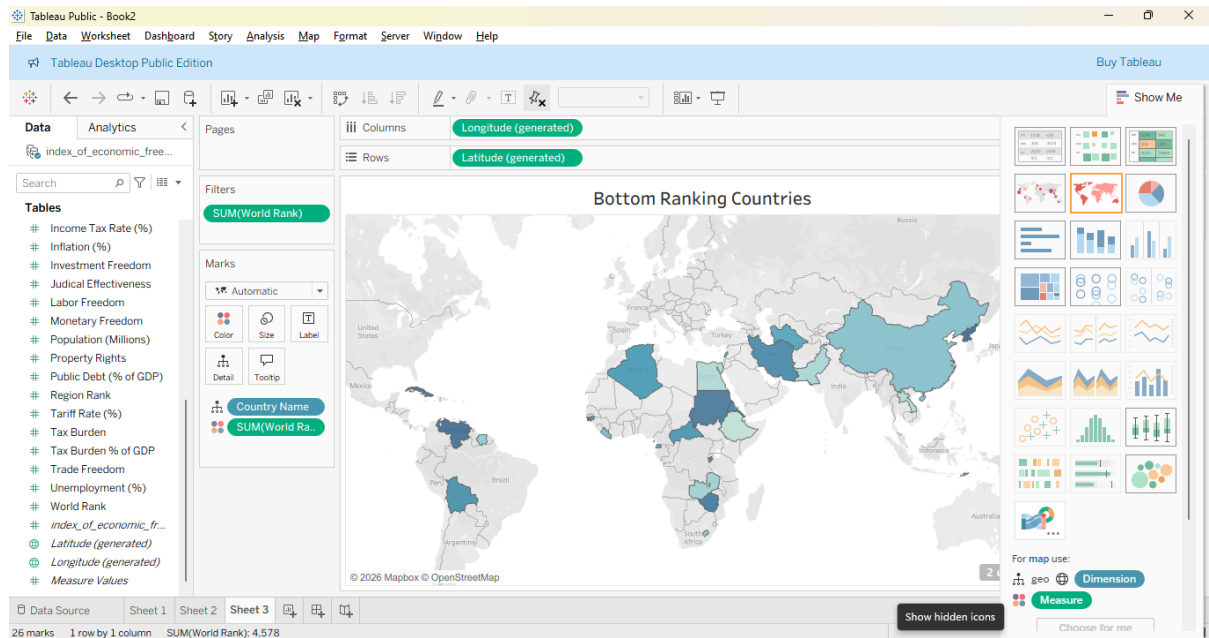 Tableau Public - Book2
File Data Worksheet Dashboard Story Analysis Map Format Server Window Help
Tableau Desktop Public Edition
Buy Tableau
Show Me
Data
Analytics
index_of_economic_free...
Search
Tables
Income Tax Rate (%)
Inflation (%)
Investment Freedom
Judical Effectiveness
Labor Freedom
Monetary Freedom
Population (Millions)
Property Rights
Public Debt (% of GDP)
Region Rank
Tariff Rate (%)
Tax Burden
Tax Burden % of GDP
Trade Freedom
Unemployment (%)
World Rank
index_of_economic_fr...
Latitude (generated)
Longitude (generated)
Measure Values
Pages
Filters
SUM(World Rank)
Marks
Automatic
Color
Size
Label
Detail
Tooltip
Country Name
SUM(World Ra..
Columns
Longitude (generated)
Rows
Latitude (generated)
Bottom Ranking Countries
Russia
United
States
France
Spain
Turkey
Mexico
India
Indonesia
Peru
Brazil
South
Africa
Argentina
Australia
© 2026 Mapbox © OpenStreetMap
For map use:
geo
Dimension
Measure
Choose for me
Show hidden icons
Data Source
Sheet 1
Sheet 2
Sheet 3
26 marks
1 row by 1 column
SUM(World Rank): 4,578